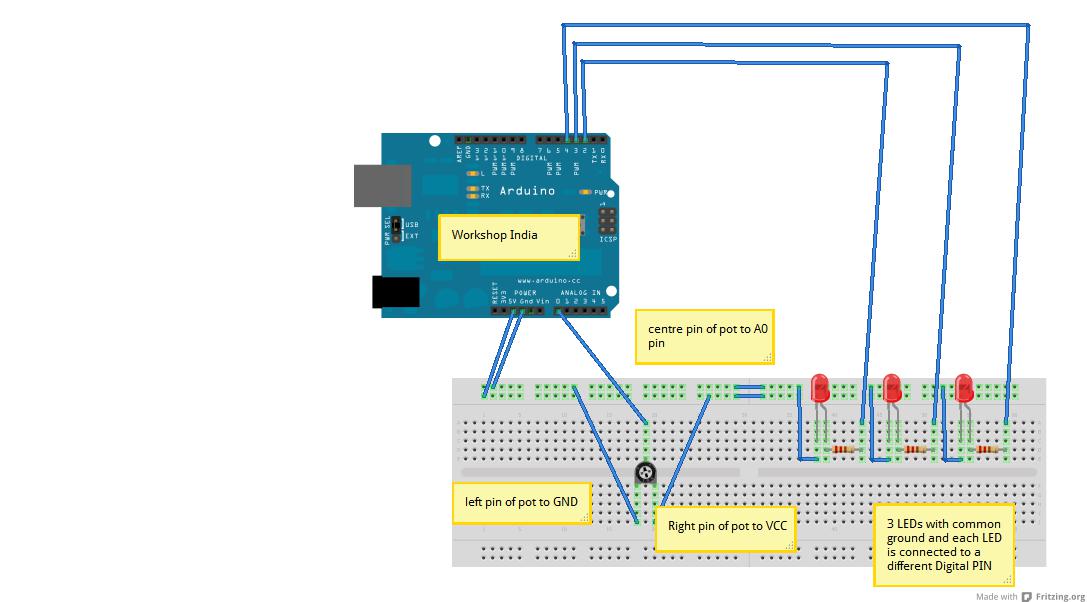 AREF
GND
13
12
11
10
9
8
7
6
5
4
3
2
1
0
PWM
PWM
PWM
PWM
PWM
PWM
TX
RX
DIGITAL
L
TX
RX
Arduino
PWR
1
PWR SEL
USB
EXT
Workshop India
ICSP
www.arduino.cc
POWER
ANALOG IN
RESET
3V3
5V Gnd Vin 0 1 2 3 4 5
centre pin of pot to A0
pin
left pin of pot to GND
Right pin of pot to VCC
3 LEDs with common
ground and each LED
is connected to a
different Digital PIN
Made with Fritzing.org